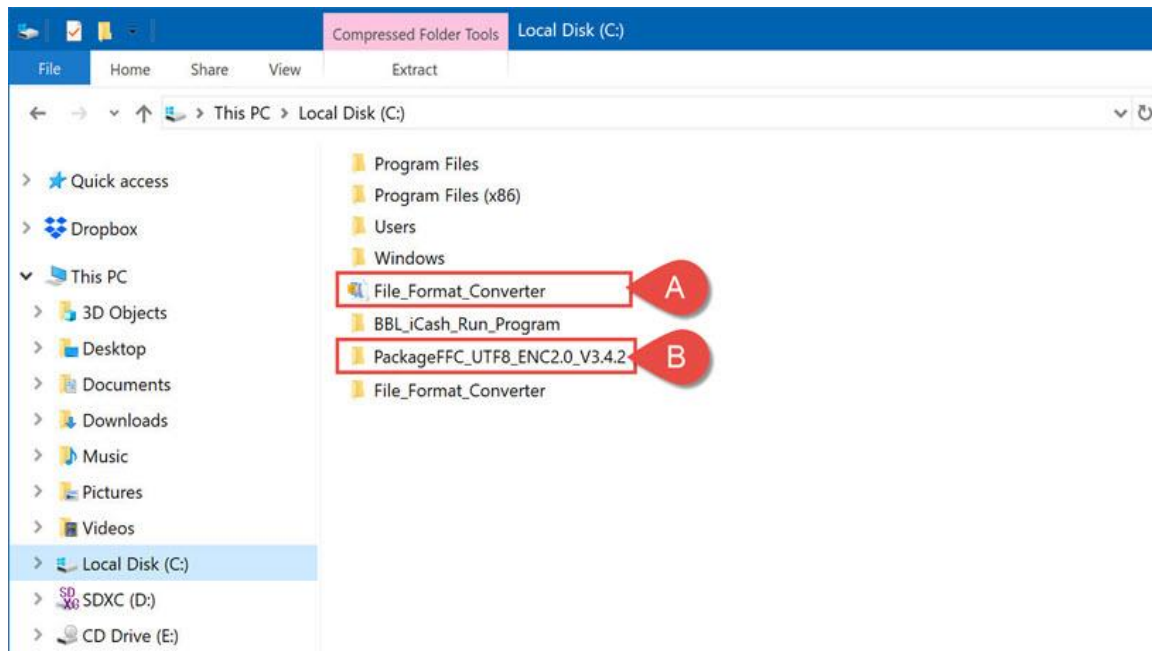 Compressed Folder Tools Local Disk (C:)
File Home Share View Extract
This PC > Local Disk (C:)
Quick access
Dropbox
This PC
3D Objects
Desktop
Documents
Downloads
Music
Pictures
Videos
Local Disk (C:)
SDXC (D:)
CD Drive (E:)
Program Files
Program Files (x86)
Users
Windows
File_Format_Converter A
BBL_iCash_Run_Program
PackageFFC_UTF8_ENC2.0_V3.4.2 B
File_Format_Converter